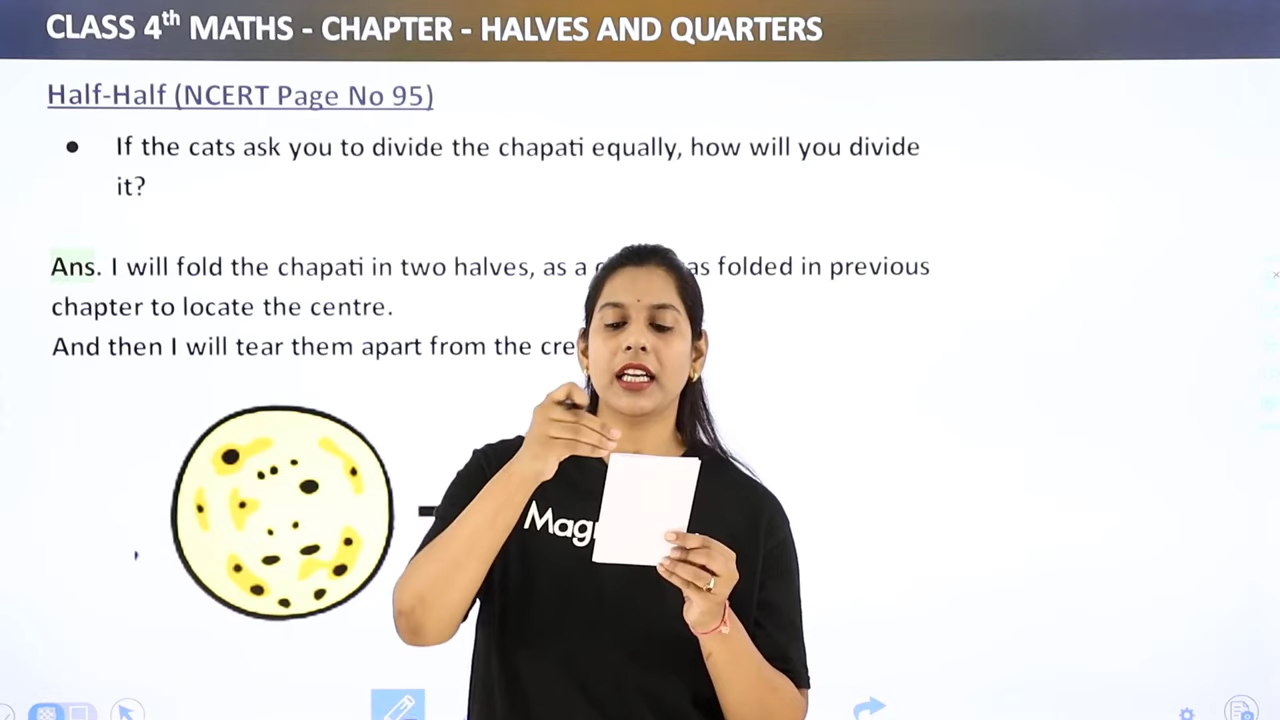 CLASS 4th MATHS - CHAPTER - HALVES AND QUARTERS
Half-Half (NCERT Page No 95)
● If the cats ask you to divide the chapati equally, how will you divide
it?
Ans. I will fold the chapati in two halves, as a as folded in previous
chapter to locate the centre.
And then I will tear them apart from the
Mag